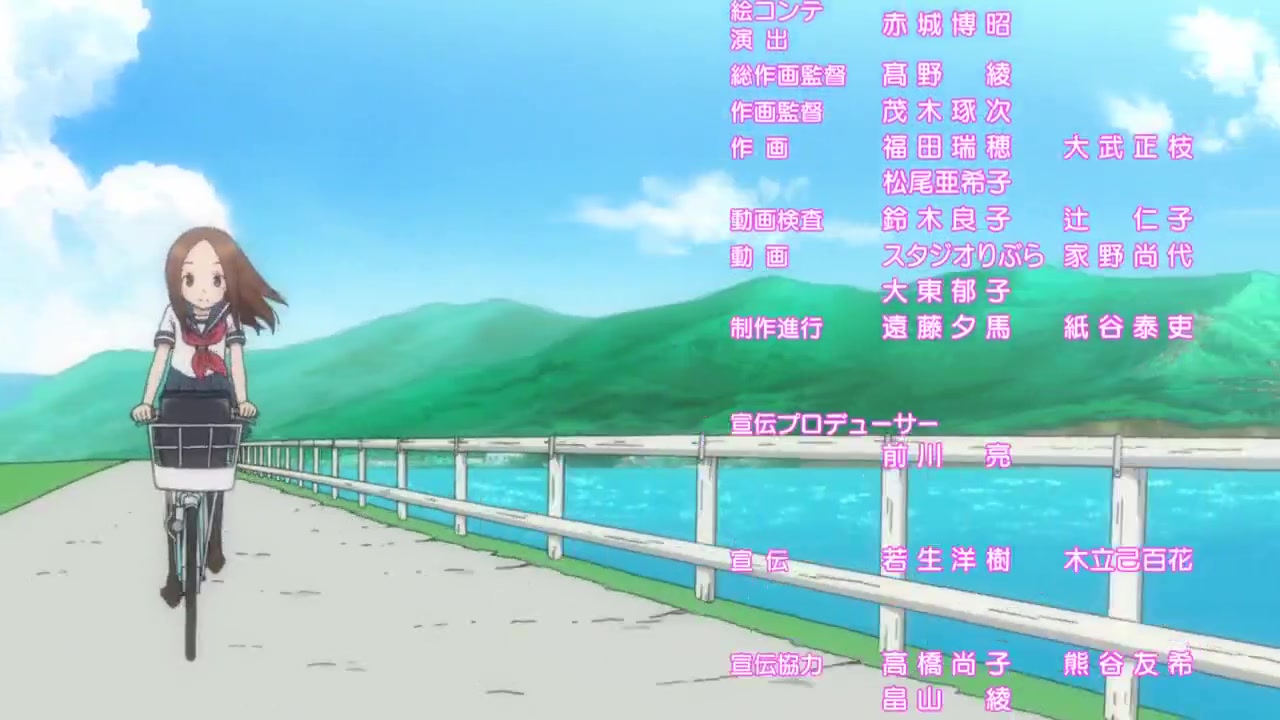 絵コンテ
演出 赤城博昭
総作画監督 髙野 綾
作画監督 茂木琢次
作画 福田瑞穂 大武正枝
松尾亜希子
動画検査 鈴木良子 辻 仁子
動画 スタジオりぶら 家野尚代
大東郁子
制作進行 遠藤夕馬 紙谷泰吏
宣伝プロデューサー
前川 亮
宣伝 若生洋樹 木立己百花
宣伝協力 高橋尚子 熊谷友希
畠山 綾